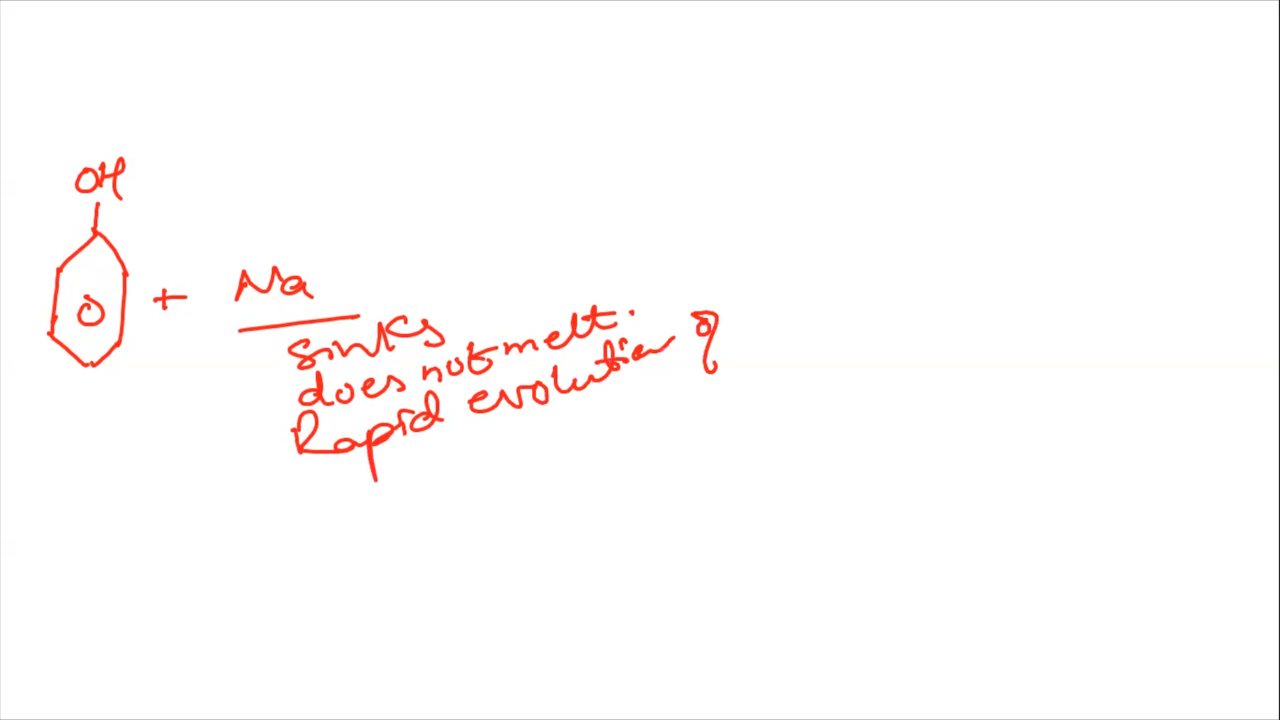 OH
+ Na
sinks
does not melt.
Rapid evolution of